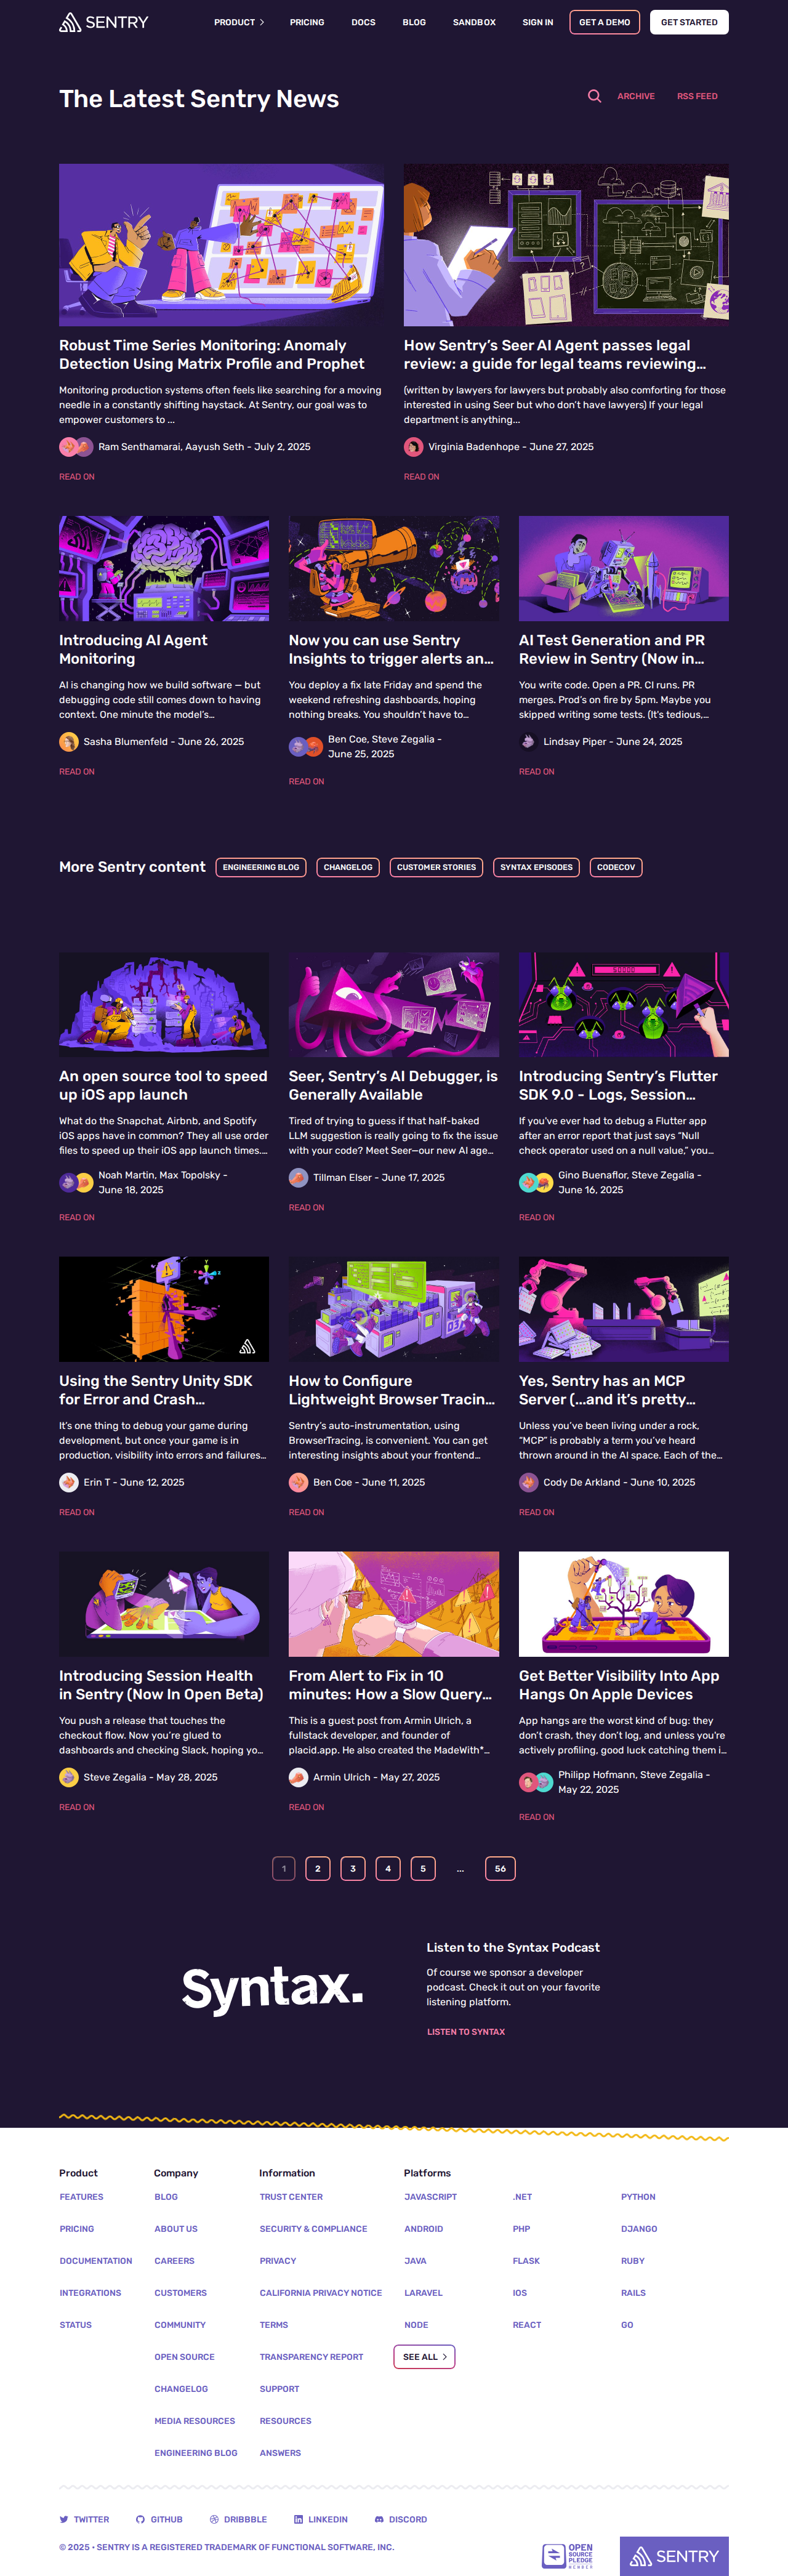 SENTRY
PRODUCT
PRICING
DOCS
BLOG
SANDBOX
SIGN IN
GET A DEMO
GET STARTED
The Latest Sentry News
ARCHIVE
RSS FEED
Robust Time Series Monitoring: Anomaly
Detection Using Matrix Profile and Prophet
Monitoring production systems often feels like searching for a moving
needle in a constantly shifting haystack. At Sentry, our goal was to
empower customers to ...
Ram Senthamarai, Aayush Seth - July 2, 2025
READ ON
How Sentry's Seer AI Agent passes legal
review: a guide for legal teams reviewing...
(written by lawyers for lawyers but probably also comforting for those
interested in using Seer but who don't have lawyers) If your legal
department is anything...
Virginia Badenhope - June 27, 2025
READ ON
Introducing AI Agent
Monitoring
AI is changing how we build software — but
debugging code still comes down to having
context. One minute the model's...
Sasha Blumenfeld - June 26, 2025
READ ON
Now you can use Sentry
Insights to trigger alerts an...
You deploy a fix late Friday and spend the
weekend refreshing dashboards, hoping
nothing breaks. You shouldn't have to...
Ben Coe, Steve Zegalia -
June 25, 2025
READ ON
AI Test Generation and PR
Review in Sentry (Now in...
You write code. Open a PR. CI runs. PR
merges. Prod's on fire by 5pm. Maybe you
skipped writing some tests. (It's tedious,...
Lindsay Piper - June 24, 2025
READ ON
More Sentry content
ENGINEERING BLOG
CHANGELOG
CUSTOMER STORIES
SYNTAX EPISODES
CODECOV
An open source tool to speed
up iOS app launch
What do the Snapchat, Airbnb, and Spotify
iOS apps have in common? They all use order
files to speed up their iOS app launch times....
Noah Martin, Max Topolsky -
June 18, 2025
READ ON
Seer, Sentry's AI Debugger, is
Generally Available
Tired of trying to guess if that half-baked
LLM suggestion is really going to fix the issue
with your code? Meet Seer—our new AI age...
Tillman Elser - June 17, 2025
READ ON
Introducing Sentry's Flutter
SDK 9.0 - Logs, Session...
If you've ever had to debug a Flutter app
after an error report that just says "Null
check operator used on a null value," you...
Gino Buenaflor, Steve Zegalia -
June 16, 2025
READ ON
Using the Sentry Unity SDK
for Error and Crash...
It's one thing to debug your game during
development, but once your game is in
production, visibility into errors and failures...
Erin T - June 12, 2025
READ ON
How to Configure
Lightweight Browser Tracin...
Sentry's auto-instrumentation, using
BrowserTracing, is convenient. You can get
interesting insights about your frontend...
Ben Coe - June 11, 2025
READ ON
Yes, Sentry has an MCP
Server (...and it's pretty...
Unless you've been living under a rock,
"MCP" is probably a term you've heard
thrown around in the AI space. Each of the...
Cody De Arkland - June 10, 2025
READ ON
Introducing Session Health
in Sentry (Now In Open Beta)
You push a release that touches the
checkout flow. Now you're glued to
dashboards and checking Slack, hoping yo...
Steve Zegalia - May 28, 2025
READ ON
From Alert to Fix in 10
minutes: How a Slow Query...
This is a guest post from Armin Ulrich, a
fullstack developer, and founder of
placid.app. He also created the MadeWith*...
Armin Ulrich - May 27, 2025
READ ON
Get Better Visibility Into App
Hangs On Apple Devices
App hangs are the worst kind of bug: they
don't crash, they don't log, and unless you're
actively profiling, good luck catching them i...
Philipp Hofmann, Steve Zegalia -
May 22, 2025
READ ON
1
2
3
4
5
...
56
Syntax.
Listen to the Syntax Podcast
Of course we sponsor a developer
podcast. Check it out on your favorite
listening platform.
LISTEN TO SYNTAX
Product
FEATURES
PRICING
DOCUMENTATION
INTEGRATIONS
STATUS
Company
BLOG
ABOUT US
CAREERS
CUSTOMERS
COMMUNITY
OPEN SOURCE
CHANGELOG
MEDIA RESOURCES
ENGINEERING BLOG
Information
TRUST CENTER
SECURITY & COMPLIANCE
PRIVACY
CALIFORNIA PRIVACY NOTICE
TERMS
TRANSPARENCY REPORT
SUPPORT
RESOURCES
ANSWERS
Platforms
JAVASCRIPT
ANDROID
JAVA
LARAVEL
NODE
.NET
PHP
FLASK
IOS
REACT
PYTHON
DJANGO
RUBY
RAILS
GO
SEE ALL
TWITTER
GITHUB
DRIBBBLE
LINKEDIN
DISCORD
© 2025 • SENTRY IS A REGISTERED TRADEMARK OF FUNCTIONAL SOFTWARE, INC.
OPEN
SOURCE
PLEDGE
MEMBER
SENTRY